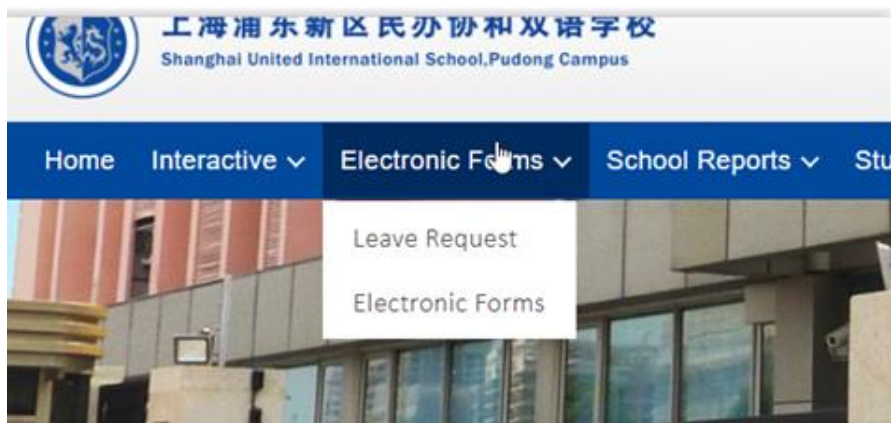 上海浦东新区民办协和双语学校
Shanghai United International School,Pudong Campus
Home Interactive Electronic Forms School Reports
Leave Request
Electronic Forms